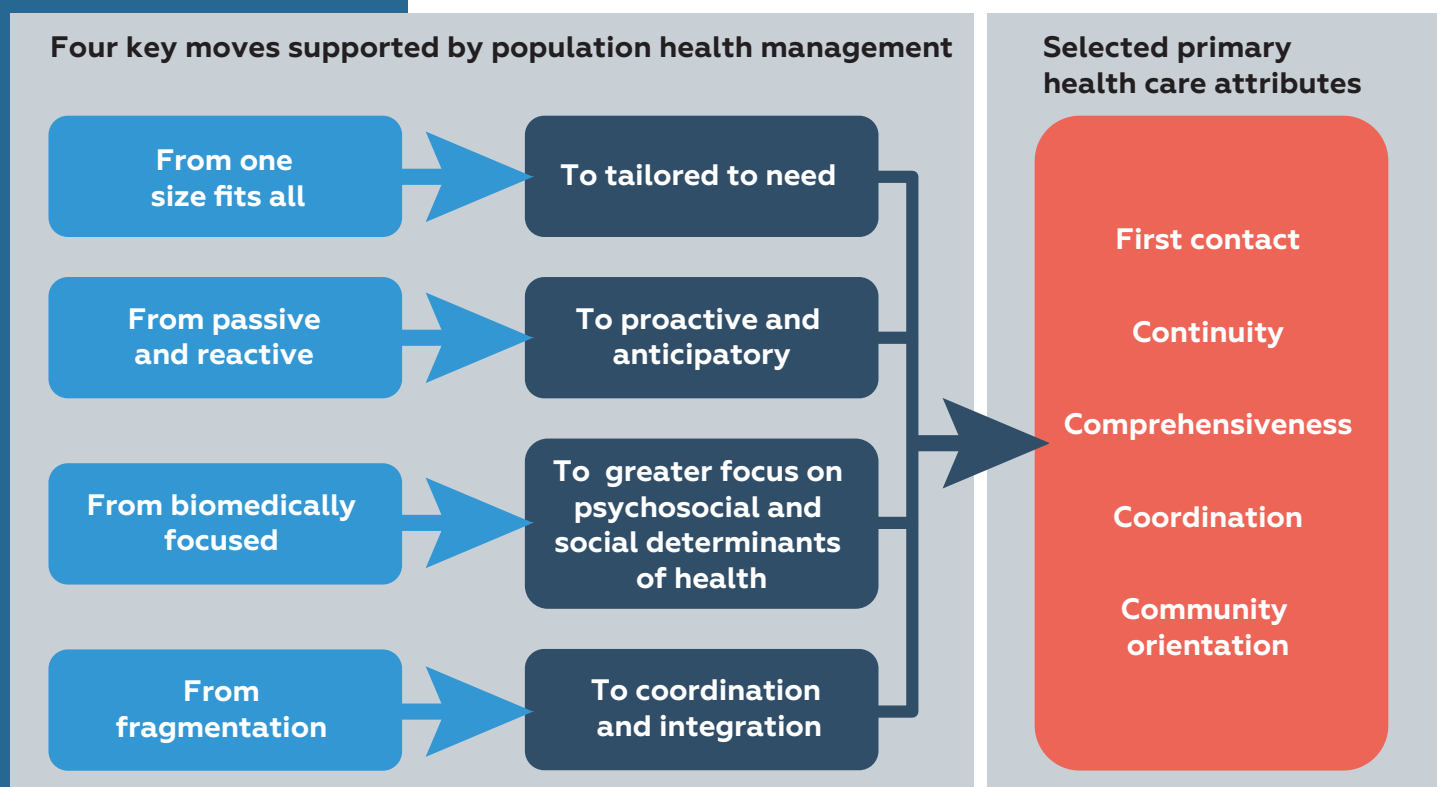 Four key moves supported by population health management
Selected primary
health care attributes
From one
size fits all
To tailored to need
From passive
and reactive
To proactive and
anticipatory
From biomedically
focused
To greater focus on
psychosocial and
social determinants
of health
From
fragmentation
To coordination
and integration
First contact
Continuity
Comprehensiveness
Coordination
Community
orientation